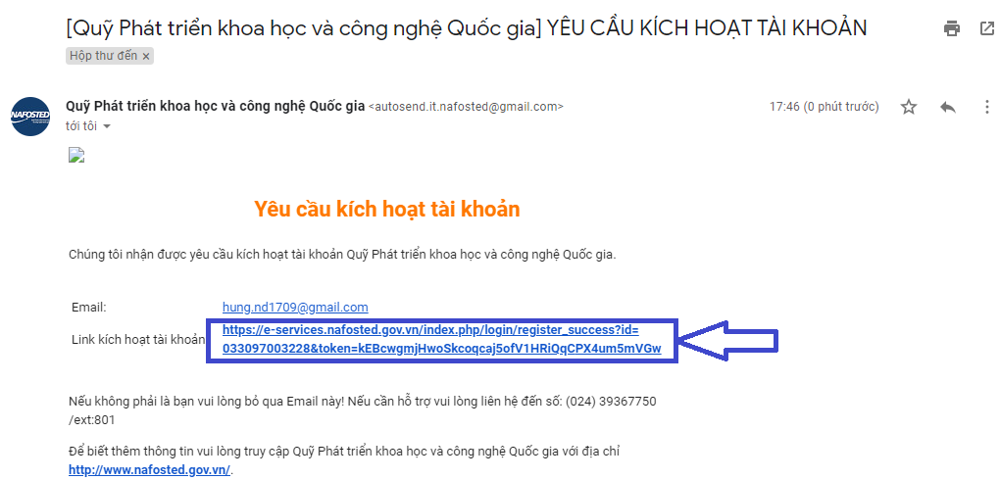 [Quỹ Phát triển khoa học và công nghệ Quốc gia] YÊU CẦU KÍCH HOẠT TÀI KHOẢN
Hộp thư đến ×
NAFOSTED
Quỹ Phát triển khoa học và công nghệ Quốc gia <autosend.it.nafosted@gmail.com>
17:46 (0 phút trước)
tới tôi
Yêu cầu kích hoạt tài khoản
Chúng tôi nhận được yêu cầu kích hoạt tài khoản Quỹ Phát triển khoa học và công nghệ Quốc gia.
Email: hung.nd1709@gmail.com
Link kích hoạt tài khoản: https://e-services.nafosted.gov.vn/index.php/login/register_success?id=
033097003228&token=kEBcwgmjHwoSkcoqcaj5ofV1HRiQqCPX4um5mVGw
Nếu không phải là bạn vui lòng bỏ qua Email này! Nếu cần hỗ trợ vui lòng liên hệ đến số: (024) 39367750
/ext:801
Để biết thêm thông tin vui lòng truy cập Quỹ Phát triển khoa học và công nghệ Quốc gia với địa chỉ
http://www.nafosted.gov.vn/.